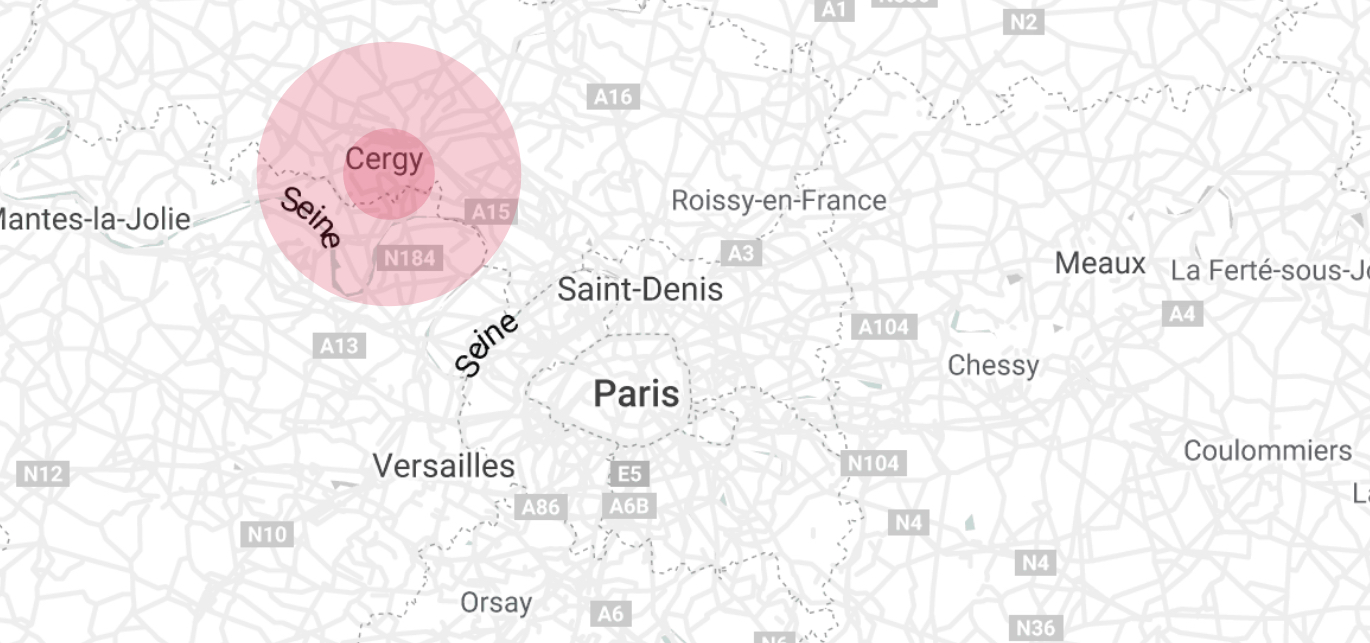 A1
N2
A16
Cergy
Roissy-en-France
Seine
A15
Mantes-la-Jolie
N184
A3
Meaux
La Ferté-sous-Jo
Saint-Denis
A4
A104
Seine
A13
Chessy
Paris
Coulommiers
N104
Versailles
E5
N12
A6B
A86
N4
N10
N4
Orsay
A6
N36
N6